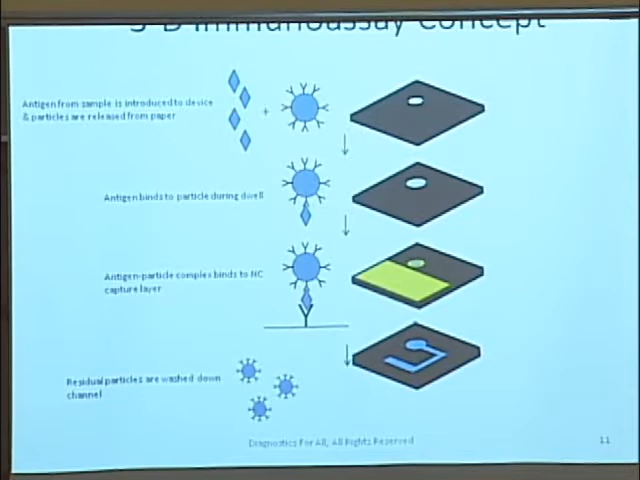 3-D Immunoassay Concept
Antigen from sample is introduced to device
& particles are released from paper
+
Antigen binds to particle during dwell
Antigen-particle complex binds to NC
capture layer
Residual particles are washed down
channel
Diagnostics For All, All Rights Reserved
11